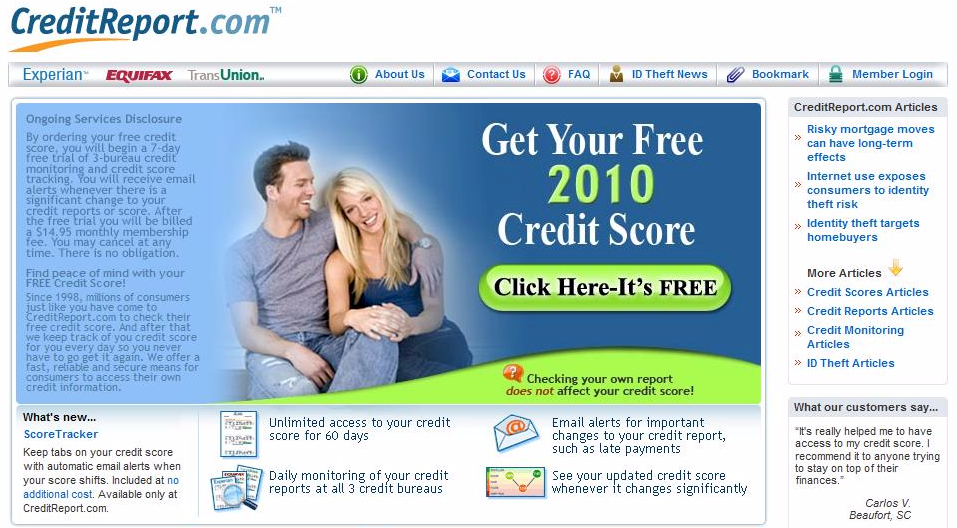 CreditReport.com™
Experian™ EQUIFAX TransUnion.
About Us
Contact Us
FAQ
ID Theft News
Bookmark
Member Login
Ongoing Services Disclosure
By ordering your free credit
score, you will begin a 7-day
free trial of 3-bureau credit
monitoring and credit score
tracking. You will receive email
alerts whenever there is a
significant change to your
credit reports or score. After
the free trial you will be billed
a $14.95 monthly membership
fee. You may cancel at any
time. There is no obligation.
Find peace of mind with your
FREE Credit Score!
Since 1998, millions of consumers
just like you have come to
CreditReport.com to check their
free credit score. And after that
we keep track of you credit score
for you every day so you never
have to go get it again. We offer a
fast, reliable and secure means for
consumers to access their own
credit information.
Get Your Free
2010
Credit Score
Click Here-It's FREE
Checking your own report
does not affect your credit score!
What's new...
ScoreTracker
Keep tabs on your credit score
with automatic email alerts when
your score shifts. Included at no
additional cost. Available only at
CreditReport.com.
Unlimited access to your credit
score for 60 days
Daily monitoring of your credit
reports at all 3 credit bureaus
Email alerts for important
changes to your credit report,
such as late payments
See your updated credit score
whenever it changes significantly
CreditReport.com Articles
» Risky mortgage moves
can have long-term
effects
» Internet use exposes
consumers to identity
theft risk
» Identity theft targets
homebuyers
More Articles
» Credit Scores Articles
» Credit Reports Articles
» Credit Monitoring
Articles
» ID Theft Articles
What our customers say...
“It's really helped me to have
access to my credit score. I
recommend it to anyone trying
to stay on top of their
finances.”
Carlos V.
Beaufort, SC